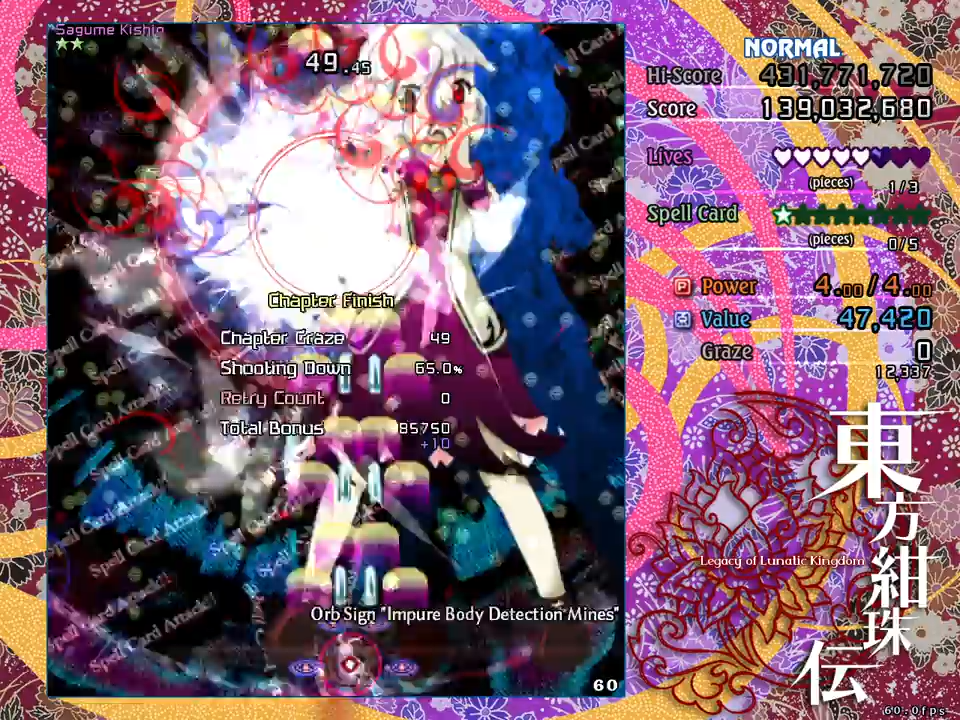 Sagume Kishin
49.45
Chapter Finish
Chapter Graze 49
Shooting Down 65.0%
Retry Count 0
Total Bonus 85750
+10
Orb Sign "Impure Body Detection Mines"
60
NORMAL
Hi-Score 431,771,720
Score 139,032,680
Lives
(pieces) 1/3
Spell Card
(pieces) 0/5
Power 4.00/4.00
Value 47,420
Graze 0
12,337
東方紺珠伝
Legacy of Lunatic Kingdom
60.0fps